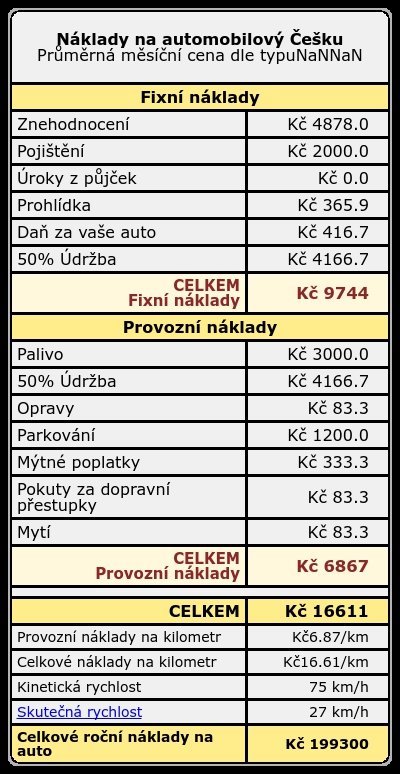 Náklady na automobilový Češku
Průměrná měsíční cena dle typuNaNNaN
Fixní náklady
Znehodnocení Kč 4878.0
Pojištění Kč 2000.0
Úroky z půjček Kč 0.0
Prohlídka Kč 365.9
Daň za vaše auto Kč 416.7
50% Údržba Kč 4166.7
CELKEM
Fixní náklady Kč 9744
Provozní náklady
Palivo Kč 3000.0
50% Údržba Kč 4166.7
Opravy Kč 83.3
Parkování Kč 1200.0
Mýtné poplatky Kč 333.3
Pokuty za dopravní
přestupky Kč 83.3
Mytí Kč 83.3
CELKEM
Provozní náklady Kč 6867
CELKEM Kč 16611
Provozní náklady na kilometr Kč6.87/km
Celkové náklady na kilometr Kč16.61/km
Kinetická rychlost 75 km/h
Skutečná rychlost 27 km/h
Celkové roční náklady na
auto Kč 199300